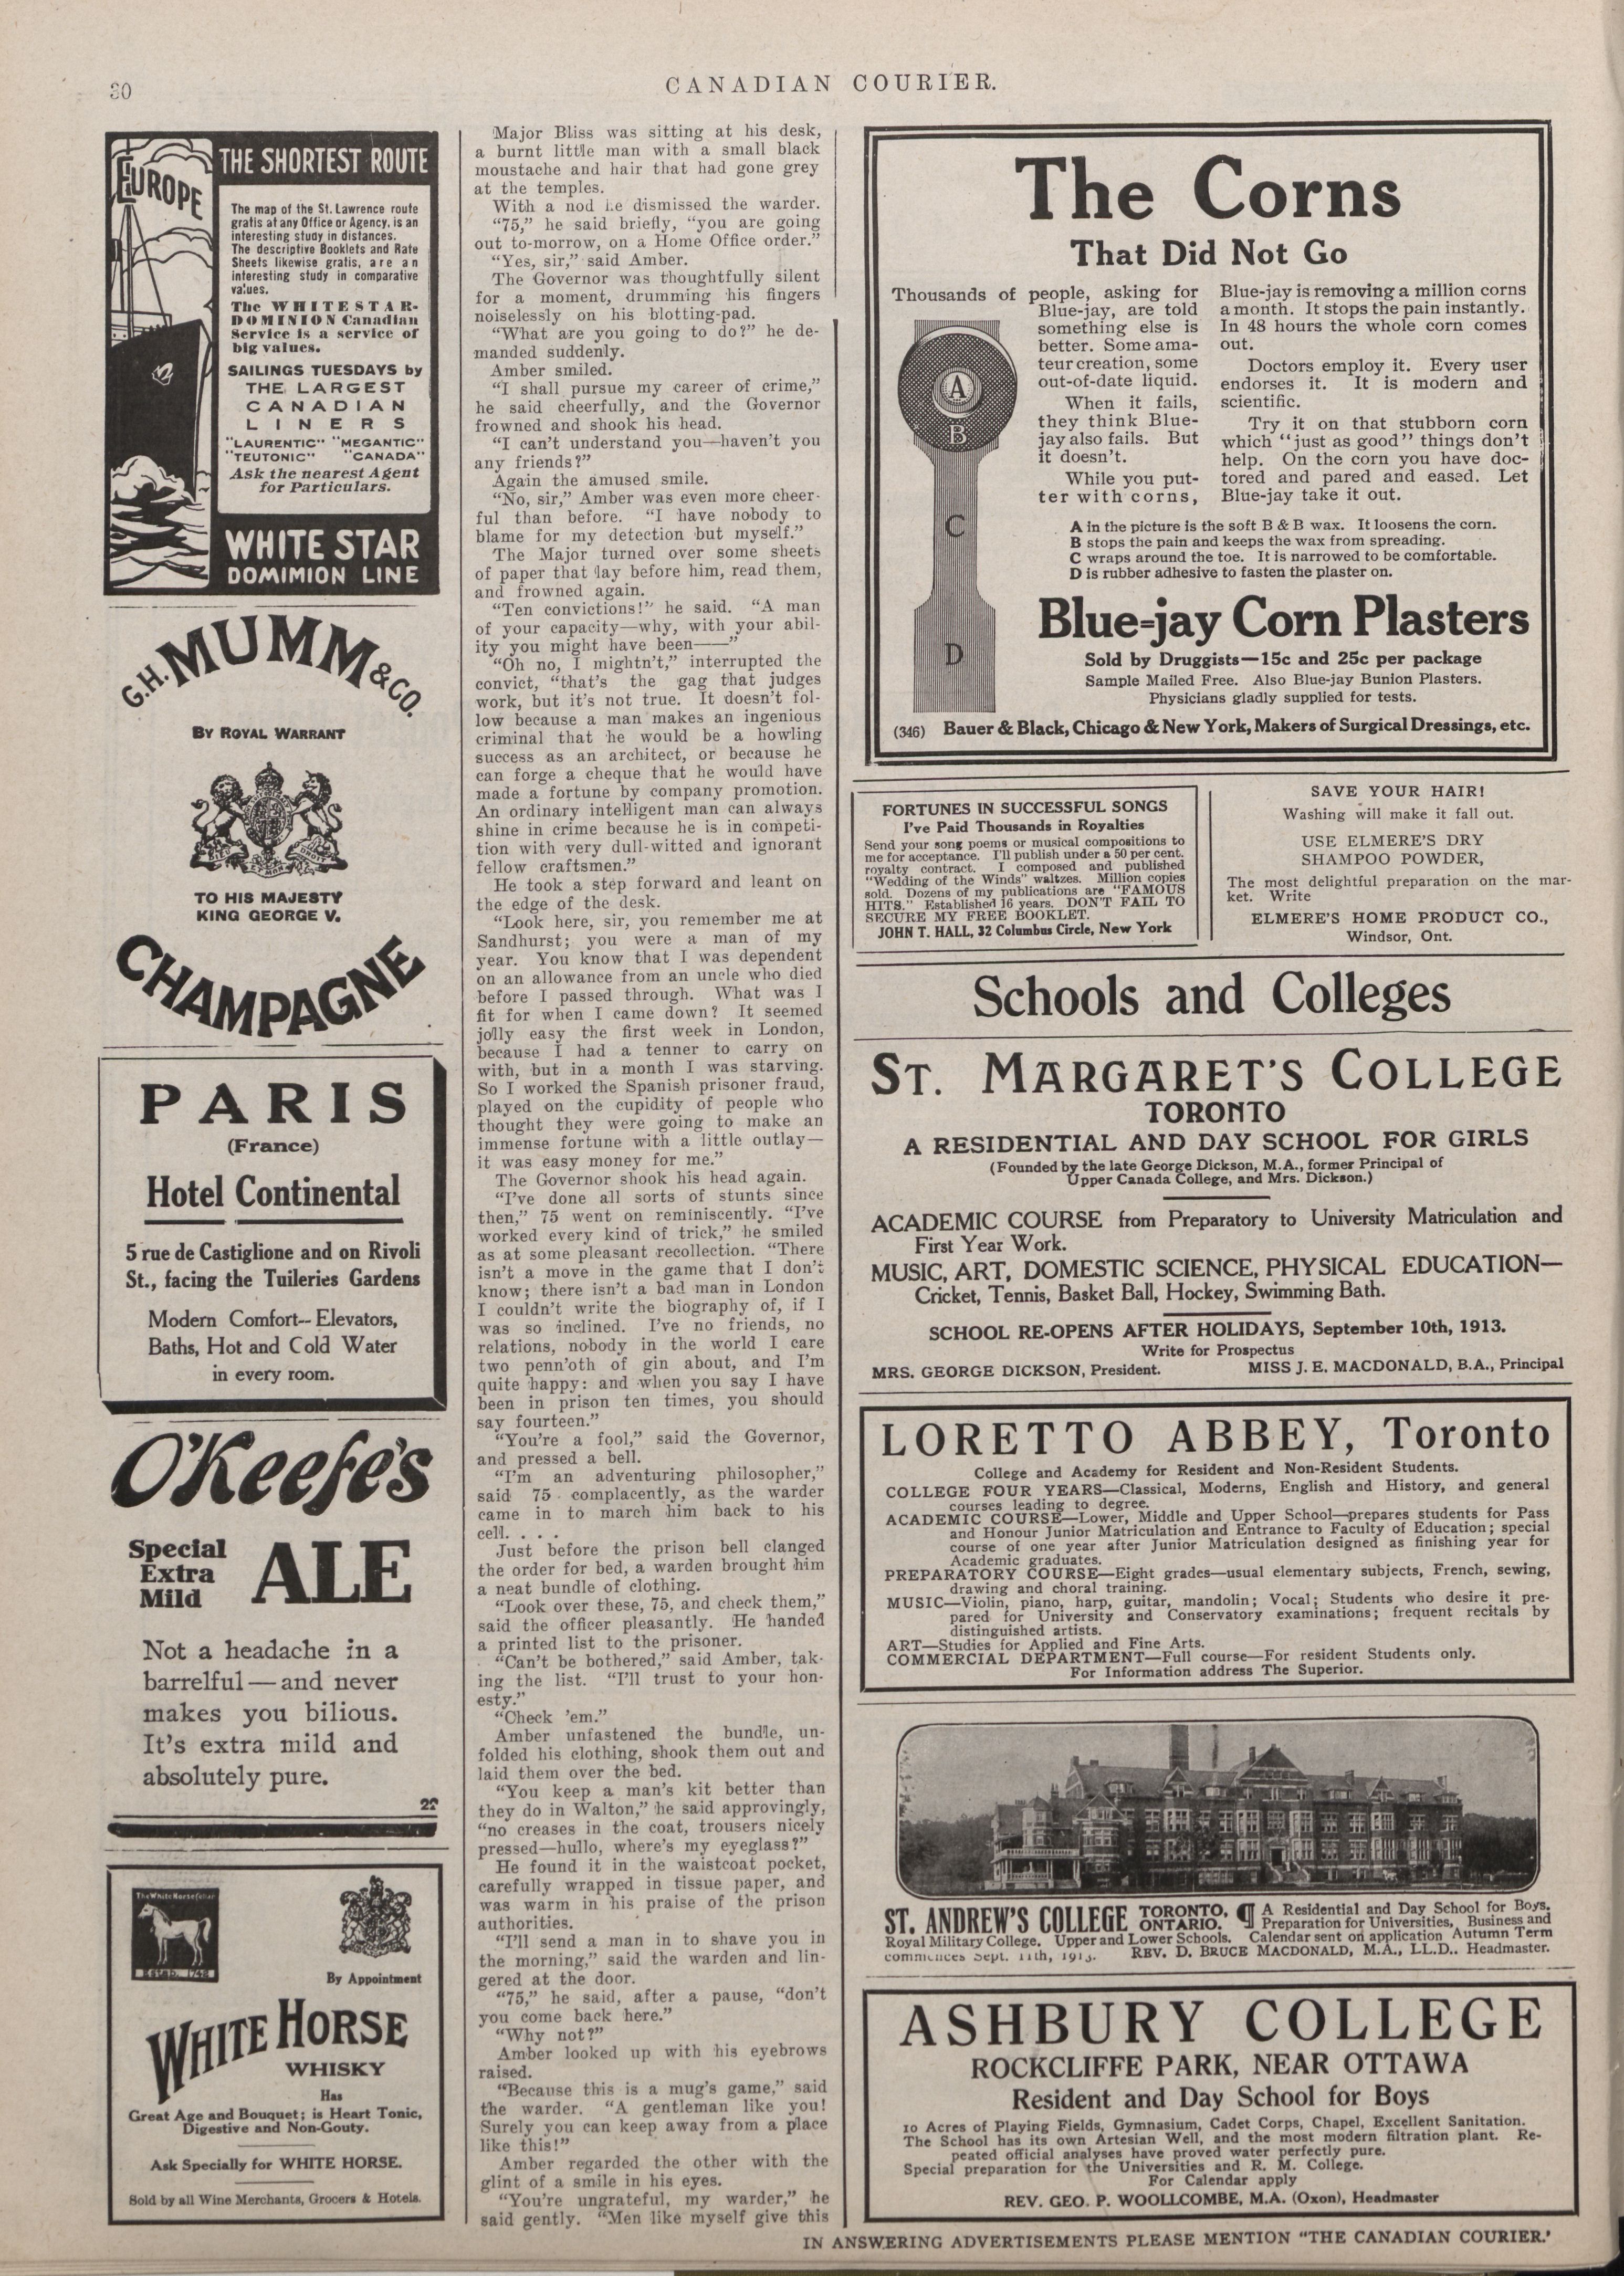 30
CANADIAN COURIER.
EUROPE
THE SHORTEST ROUTE
The map of the St. Lawrence route
gratis at any Office or Agency, is an
interesting study in distances.
The descriptive Booklets and Rate
Sheets likewise gratis, are an
interesting study in comparative
values.
The WHITE STAR-
DOMINION Canadian
Service is a service of
big values.
SAILINGS TUESDAYS by
THE LARGEST
CANADIAN
LINERS
"LAURENTIC" "MEGANTIC"
"TEUTONIC" "CANADA"
Ask the nearest Agent
for Particulars.
WHITE STAR
DOMIMION LINE
G.H. MUMM & CO.
BY ROYAL WARRANT
TO HIS MAJESTY
KING GEORGE V.
CHAMPAGNE
PARIS
(France)
Hotel Continental
5 rue de Castiglione and on Rivoli
St., facing the Tuileries Gardens
Modern Comfort--Elevators,
Baths, Hot and Cold Water
in every room.
O'Keefe's
Special
Extra
Mild
ALE
Not a headache in a
barrelful—and never
makes you bilious.
It's extra mild and
absolutely pure.
The White Horse Cellar
Estab. 1742
By Appointment
WHITE HORSE
WHISKY
Has
Great Age and Bouquet; is Heart Tonic,
Digestive and Non-Gouty.
Ask Specially for WHITE HORSE.
Sold by all Wine Merchants, Grocers & Hotels.
Major Bliss was sitting at his desk,
a burnt little man with a small black
moustache and hair that had gone grey
at the temples.
With a nod he dismissed the warder.
"75," he said briefly, "you are going
out to-morrow, on a Home Office order."
"Yes, sir," said Amber.
The Governor was thoughtfully silent
for a moment, drumming his fingers
noiselessly on his blotting-pad.
"What are you going to do?" he de-
manded suddenly.
Amber smiled.
"I shall pursue my career of crime,"
he said cheerfully, and the Governor
frowned and shook his head.
"I can't understand you—haven't you
any friends?"
Again the amused smile.
"No, sir," Amber was even more cheer-
ful than before. "I have nobody to
blame for my detection but myself."
The Major turned over some sheets
of paper that lay before him, read them,
and frowned again.
"Ten convictions!" he said. "A man
of your capacity—why, with your abil-
ity you might have been——"
"Oh no, I mightn't," interrupted the
convict, "that's the gag that judges
work, but it's not true. It doesn't fol-
low because a man makes an ingenious
criminal that he would be a howling
success as an architect, or because he
can forge a cheque that he would have
made a fortune by company promotion.
An ordinary intelligent man can always
shine in crime because he is in competi-
tion with very dull-witted and ignorant
fellow craftsmen."
He took a step forward and leant on
the edge of the desk.
"Look here, sir, you remember me at
Sandhurst; you were a man of my
year. You know that I was dependent
on an allowance from an uncle who died
before I passed through. What was I
fit for when I came down? It seemed
jolly easy the first week in London,
because I had a tenner to carry on
with, but in a month I was starving.
So I worked the Spanish prisoner fraud,
played on the cupidity of people who
thought they were going to make an
immense fortune with a little outlay—
it was easy money for me."
The Governor shook his head again.
"I've done all sorts of stunts since
then," 75 went on reminiscently. "I've
worked every kind of trick," he smiled
as at some pleasant recollection. "There
isn't a move in the game that I don't
know; there isn't a bad man in London
I couldn't write the biography of, if I
was so inclined. I've no friends, no
relations, nobody in the world I care
two penn'oth of gin about, and I'm
quite happy: and when you say I have
been in prison ten times, you should
say fourteen."
"You're a fool," said the Governor,
and pressed a bell.
"I'm an adventuring philosopher,"
said 75 complacently, as the warder
came in to march him back to his
cell. . . .
Just before the prison bell clanged
the order for bed, a warden brought him
a neat bundle of clothing.
"Look over these, 75, and check them,"
said the officer pleasantly. He handed
a printed list to the prisoner.
"Can't be bothered," said Amber, tak-
ing the list. "I'll trust to your hon-
esty."
"Check 'em."
Amber unfastened the bundle, un-
folded his clothing, shook them out and
laid them over the bed.
"You keep a man's kit better than
they do in Walton," he said approvingly,
"no creases in the coat, trousers nicely
pressed—hullo, where's my eyeglass?"
He found it in the waistcoat pocket,
carefully wrapped in tissue paper, and
was warm in his praise of the prison
authorities.
"I'll send a man in to shave you in
the morning," said the warden and lin-
gered at the door.
"75," he said, after a pause, "don't
you come back here."
"Why not?"
Amber looked up with his eyebrows
raised.
"Because this is a mug's game," said
the warder. "A gentleman like you!
Surely you can keep away from a place
like this!"
Amber regarded the other with the
glint of a smile in his eyes.
"You're ungrateful, my warder," he
said gently. "Men like myself give this
The Corns
That Did Not Go
Thousands of people, asking for
Blue-jay, are told
something else is
better. Some ama-
teur creation, some
out-of-date liquid.
When it fails,
they think Blue-
jay also fails. But
it doesn't.
While you put-
ter with corns,
Blue-jay is removing a million corns
a month. It stops the pain instantly.
In 48 hours the whole corn comes
out.
Doctors employ it. Every user
endorses it. It is modern and
scientific.
Try it on that stubborn corn
which "just as good" things don't
help. On the corn you have doc-
tored and pared and eased. Let
Blue-jay take it out.
A
B
C
D
A in the picture is the soft B & B wax. It loosens the corn.
B stops the pain and keeps the wax from spreading.
C wraps around the toe. It is narrowed to be comfortable.
D is rubber adhesive to fasten the plaster on.
Blue=jay Corn Plasters
Sold by Druggists—15c and 25c per package
Sample Mailed Free. Also Blue-jay Bunion Plasters.
Physicians gladly supplied for tests.
(346) Bauer & Black, Chicago & New York, Makers of Surgical Dressings, etc.
FORTUNES IN SUCCESSFUL SONGS
I've Paid Thousands in Royalties
Send your song poems or musical compositions to
me for acceptance. I'll publish under a 50 per cent.
royalty contract. I composed and published
"Wedding of the Winds" waltzes. Million copies
sold. Dozens of my publications are "FAMOUS
HITS." Established 16 years. DON'T FAIL TO
SECURE MY FREE BOOKLET.
JOHN T. HALL, 32 Columbus Circle, New York
SAVE YOUR HAIR!
Washing will make it fall out.
USE ELMERE'S DRY
SHAMPOO POWDER,
The most delightful preparation on the mar-
ket. Write
ELMERE'S HOME PRODUCT CO.,
Windsor, Ont.
Schools and Colleges
ST. MARGARET'S COLLEGE
TORONTO
A RESIDENTIAL AND DAY SCHOOL FOR GIRLS
(Founded by the late George Dickson, M.A., former Principal of
Upper Canada College, and Mrs. Dickson.)
ACADEMIC COURSE from Preparatory to University Matriculation and
First Year Work.
MUSIC, ART, DOMESTIC SCIENCE, PHYSICAL EDUCATION—
Cricket, Tennis, Basket Ball, Hockey, Swimming Bath.
SCHOOL RE-OPENS AFTER HOLIDAYS, September 10th, 1913.
Write for Prospectus
MRS. GEORGE DICKSON, President. MISS J. E. MACDONALD, B.A., Principal
LORETTO ABBEY, Toronto
College and Academy for Resident and Non-Resident Students.
COLLEGE FOUR YEARS—Classical, Moderns, English and History, and general
courses leading to degree.
ACADEMIC COURSE—Lower, Middle and Upper School—prepares students for Pass
and Honour Junior Matriculation and Entrance to Faculty of Education; special
course of one year after Junior Matriculation designed as finishing year for
Academic graduates.
PREPARATORY COURSE—Eight grades—usual elementary subjects, French, sewing,
drawing and choral training.
MUSIC—Violin, piano, harp, guitar, mandolin; Vocal; Students who desire it pre-
pared for University and Conservatory examinations; frequent recitals by
distinguished artists.
ART—Studies for Applied and Fine Arts.
COMMERCIAL DEPARTMENT—Full course—For resident Students only.
For Information address The Superior.
ST. ANDREW'S COLLEGE TORONTO, ONTARIO. ¶ A Residential and Day School for Boys.
Preparation for Universities, Business and
Royal Military College. Upper and Lower Schools. Calendar sent on application Autumn Term
commences Sept. 11th, 1913. REV. D. BRUCE MACDONALD, M.A., LL.D.. Headmaster.
ASHBURY COLLEGE
ROCKCLIFFE PARK, NEAR OTTAWA
Resident and Day School for Boys
10 Acres of Playing Fields, Gymnasium, Cadet Corps, Chapel, Excellent Sanitation.
The School has its own Artesian Well, and the most modern filtration plant. Re-
peated official analyses have proved water perfectly pure.
Special preparation for the Universities and R. M. College.
For Calendar apply
REV. GEO. P. WOOLLCOMBE, M.A. (Oxon), Headmaster
IN ANSWERING ADVERTISEMENTS PLEASE MENTION "THE CANADIAN COURIER."